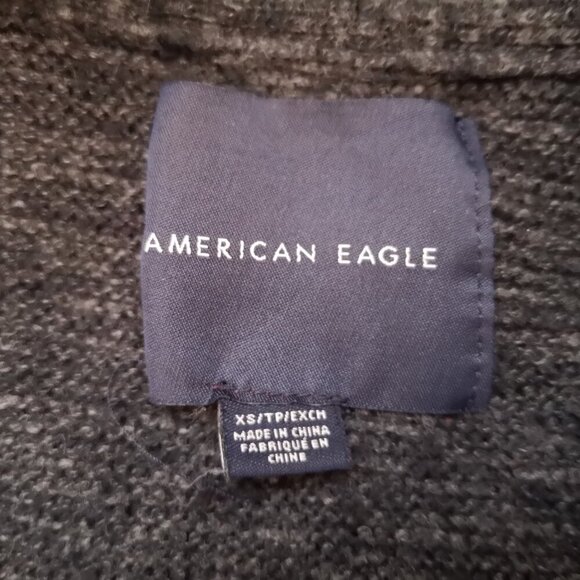 AMERICAN EAGLE
XS/TP/EXCH
MADE IN CHINA
FABRIQUÉ EN
CHINE